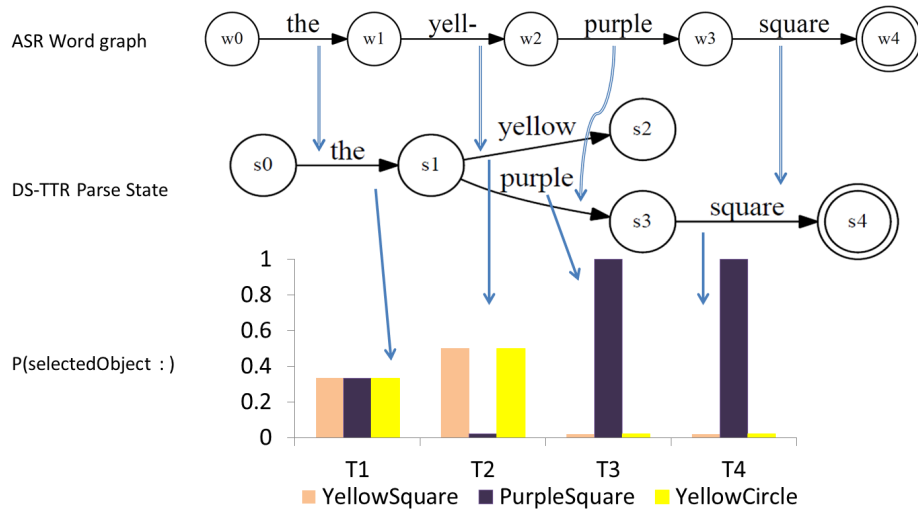 the yell- purple square
ASR Word graph w0 w1 w2 w3 w4
yellow
the s0 s1 s2
DS-TTR Parse State purple square
s3 s4
1
0.8
0.6
P(selectedObject : ) 0.4
0.2
0
T1 T2 T3 T4
YellowSquare PurpleSquare YellowCircle